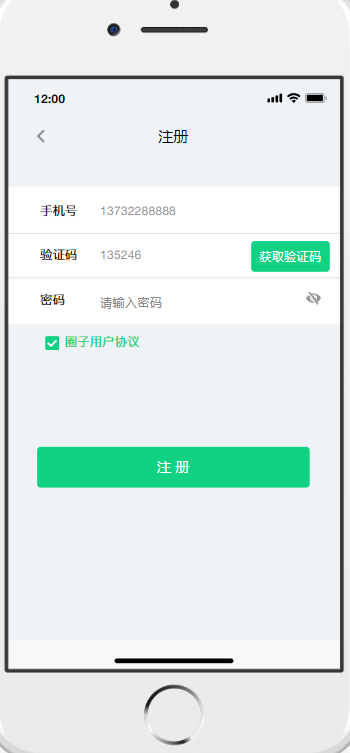 12:00
注册
手机号 13732288888
验证码 135246 获取验证码
密码 请输入密码
圈子用户协议
注 册